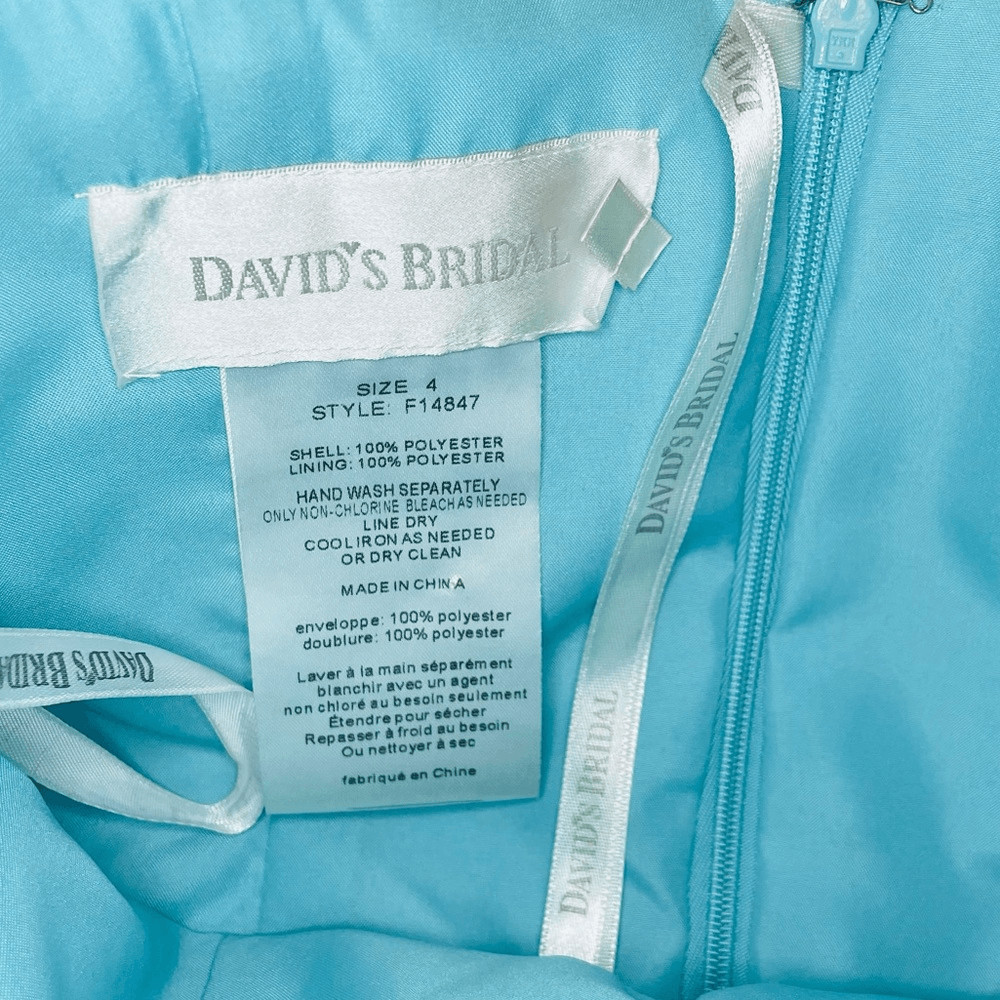 DAVID'S BRIDAL
SIZE 4
STYLE: F14847
SHELL: 100% POLYESTER
LINING: 100% POLYESTER
HAND WASH SEPARATELY
ONLY NON-CHLORINE BLEACH AS NEEDED
LINE DRY
COOL IRON AS NEEDED
OR DRY CLEAN
MADE IN CHINA
enveloppe: 100% polyester
doublure: 100% polyester
Laver à la main séparément
blanchir avec un agent
non chloré au besoin seulement
Étendre pour sécher
Repasser à froid au besoin
Ou nettoyer à sec
fabriqué en Chine
DAVID'S BRIDAL
DAVID'S BRIDAL
DAVID'S BRIDA
DAVI
YKK